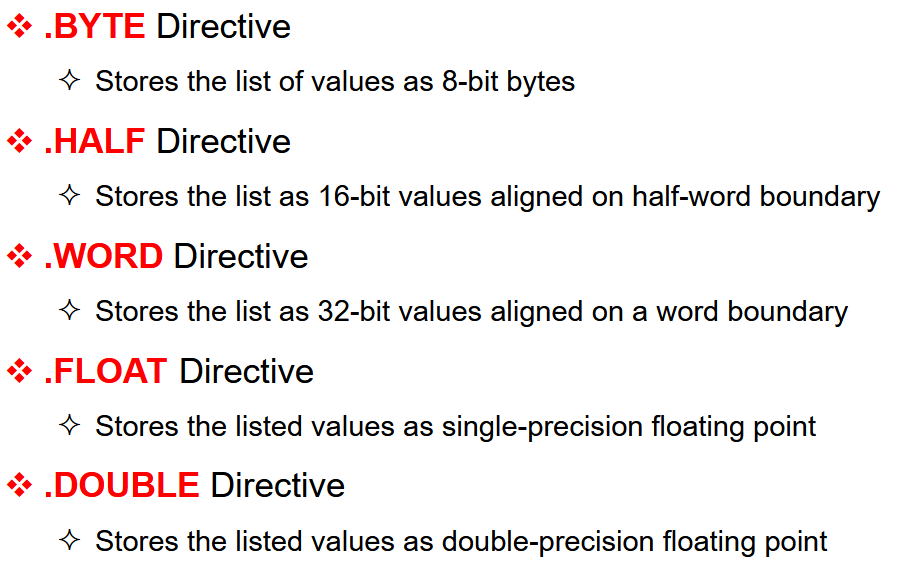 ❖ .BYTE Directive
✧ Stores the list of values as 8-bit bytes
❖ .HALF Directive
✧ Stores the list as 16-bit values aligned on half-word boundary
❖ .WORD Directive
✧ Stores the list as 32-bit values aligned on a word boundary
❖ .FLOAT Directive
✧ Stores the listed values as single-precision floating point
❖ .DOUBLE Directive
✧ Stores the listed values as double-precision floating point